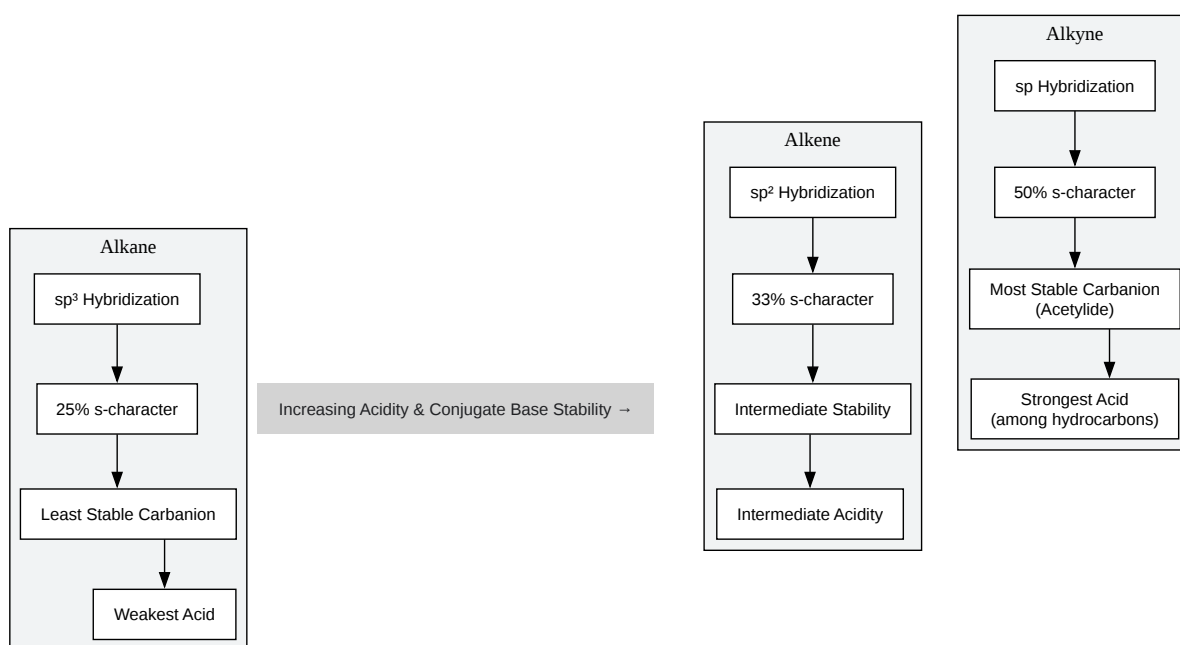 Alkane
sp³ Hybridization
25% s-character
Least Stable Carbanion
Weakest Acid
Increasing Acidity & Conjugate Base Stability →
Alkene
sp² Hybridization
33% s-character
Intermediate Stability
Intermediate Acidity
Alkyne
sp Hybridization
50% s-character
Most Stable Carbanion
(Acetylide)
Strongest Acid
(among hydrocarbons)